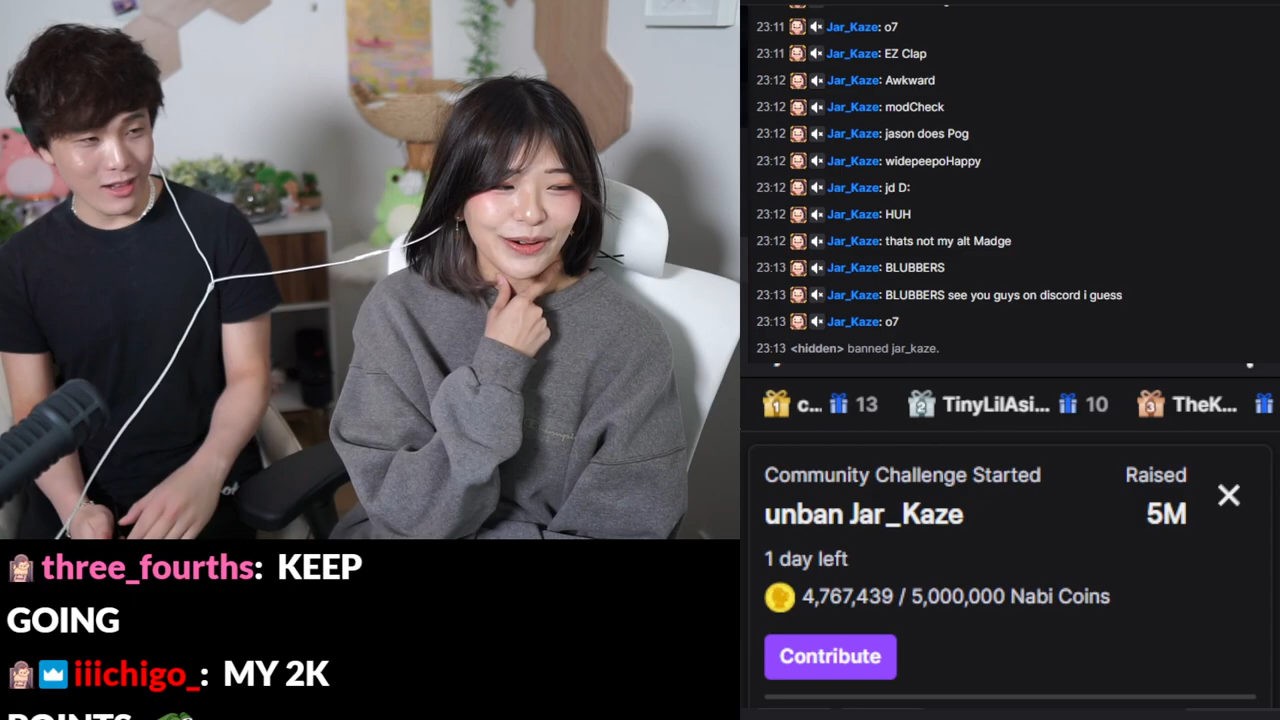 23:11 Jar_Kaze: o7
23:11 Jar_Kaze: EZ Clap
23:12 Jar_Kaze: Awkward
23:12 Jar_Kaze: modCheck
23:12 Jar_Kaze: jason does Pog
23:12 Jar_Kaze: widepeepoHappy
23:12 Jar_Kaze: jd D:
23:12 Jar_Kaze: HUH
23:12 Jar_Kaze: thats not my alt Madge
23:13 Jar_Kaze: BLUBBERS
23:13 Jar_Kaze: BLUBBERS see you guys on discord i guess
23:13 Jar_Kaze: o7
23:13 <hidden> banned jar_kaze.
1 c... 13 2 TinyLilAsi... 10 3 TheK...
Community Challenge Started Raised
unban Jar_Kaze 5M
1 day left
4,767,439 / 5,000,000 Nabi Coins
Contribute
three_fourths: KEEP
GOING
iiichigo_: MY 2K
POINTS